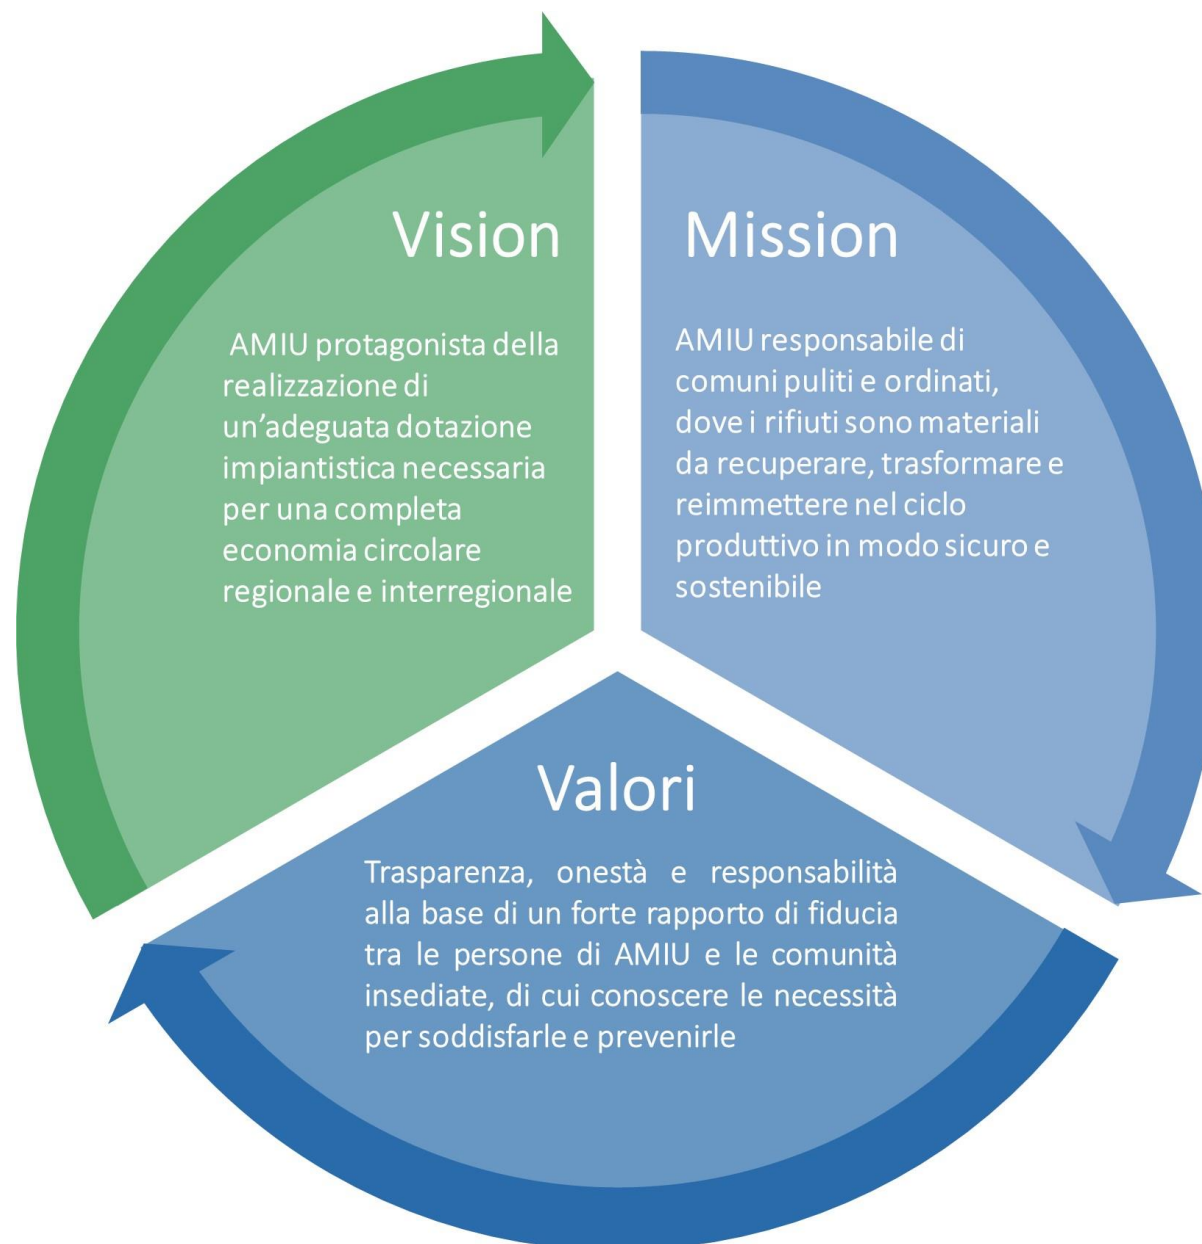 Vision
AMIU protagonista della
realizzazione di
un’adeguata dotazione
impiantistica necessaria
per una completa
economia circolare
regionale e interregionale
Mission
AMIU responsabile di
comuni puliti e ordinati,
dove i rifiuti sono materiali
da recuperare, trasformare e
reimmettere nel ciclo
produttivo in modo sicuro e
sostenibile
Valori
Trasparenza, onestà e responsabilità
alla base di un forte rapporto di fiducia
tra le persone di AMIU e le comunità
insediate, di cui conoscere le necessità
per soddisfarle e prevenirle